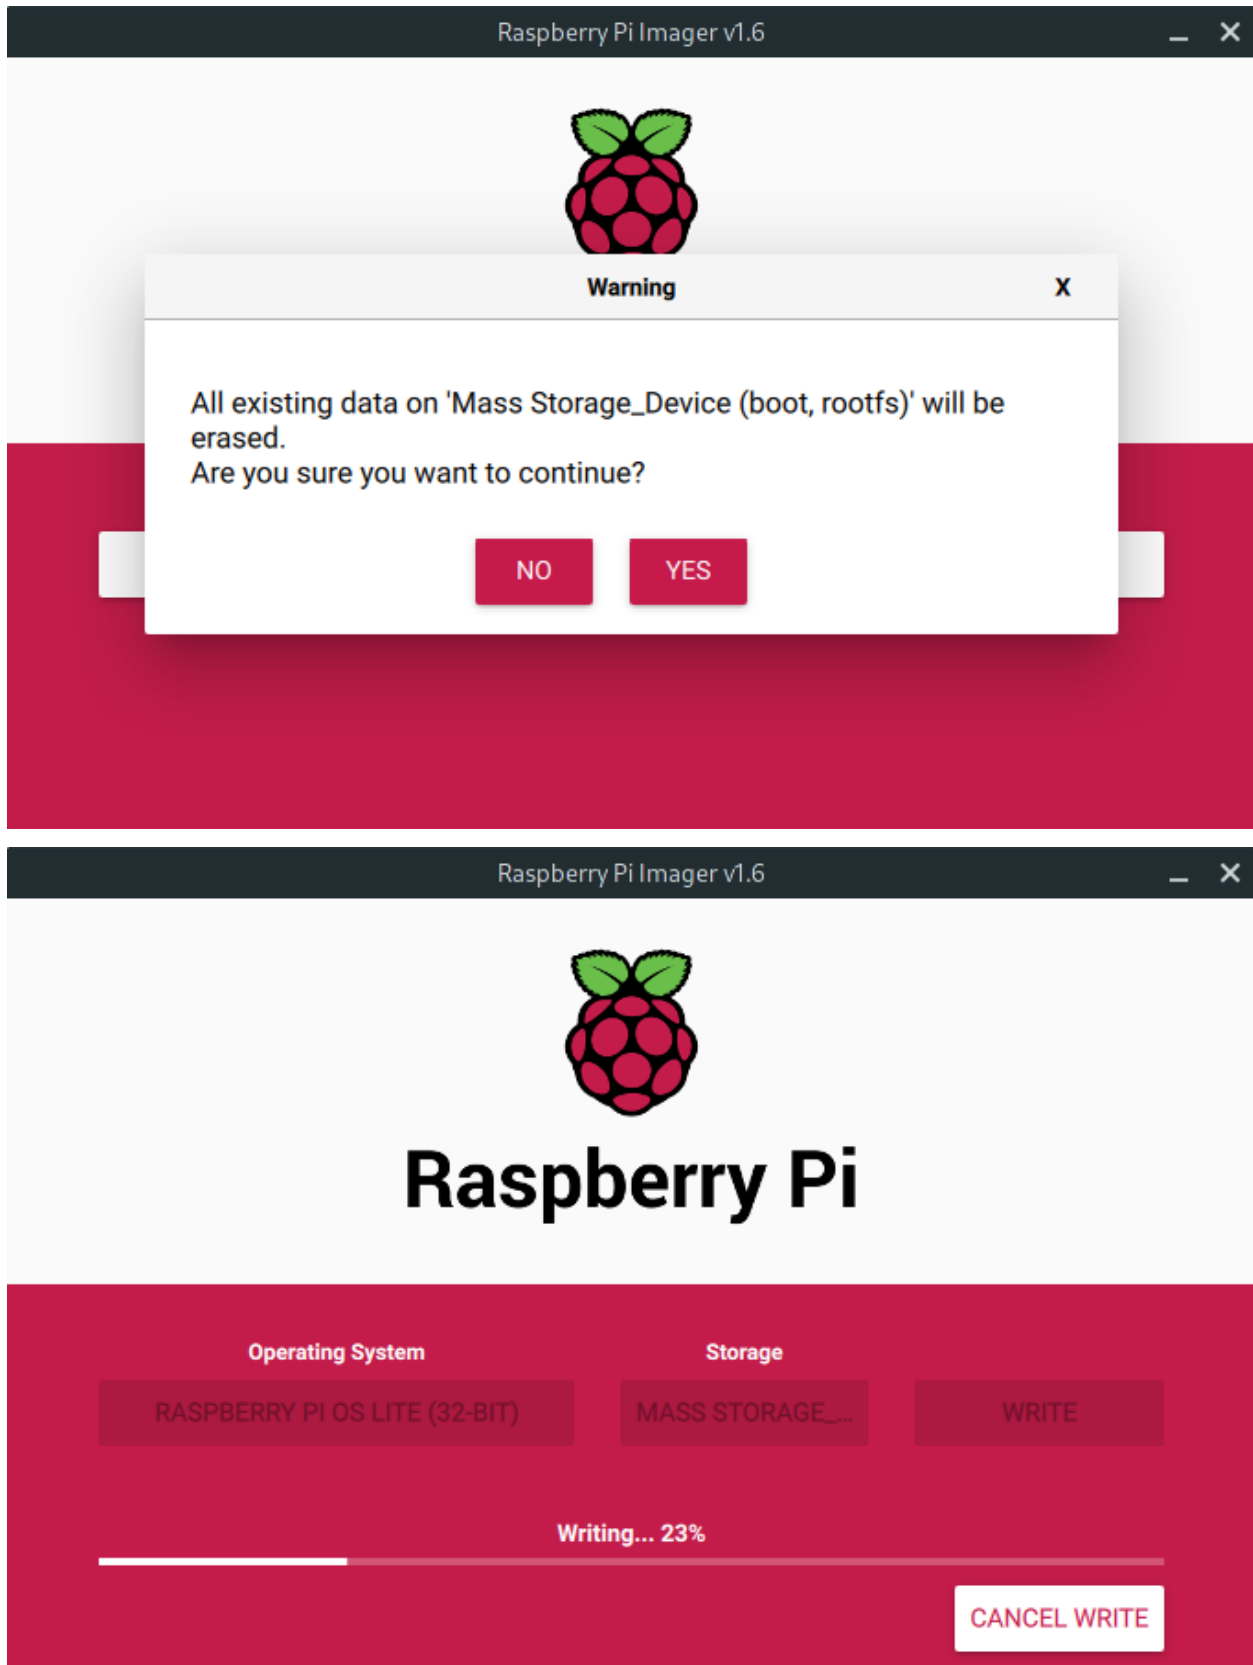 Raspberry Pi Imager v1.6
Warning
X
All existing data on 'Mass Storage_Device (boot, rootfs)' will be
erased.
Are you sure you want to continue?
NO YES
Raspberry Pi Imager v1.6
Raspberry Pi
Operating System Storage
RASPBERRY PI OS LITE (32-BIT) MASS STORAGE_... WRITE
Writing... 23%
CANCEL WRITE